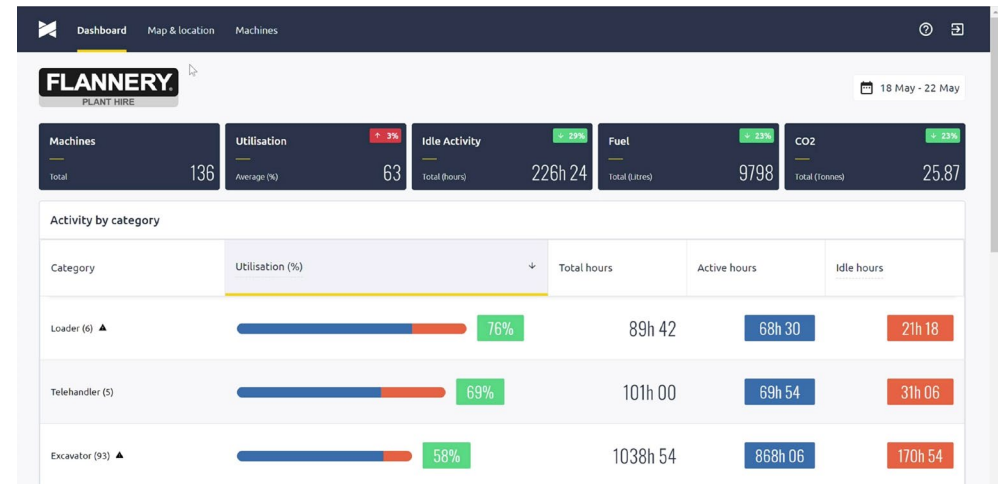 Dashboard Map & location Machines
FLANNERY.
PLANT HIRE
18 May - 22 May
Machines
Total 136
Utilisation ↑ 3%
Average (%) 63
Idle Activity ↓ 29%
Total (hours) 226h 24
Fuel ↓ 23%
Total (Litres) 9798
CO2 ↓ 23%
Total (Tonnes) 25.87
Activity by category
Category Utilisation (%) ↓ Total hours Active hours Idle hours
Loader (6) 76% 89h 42 68h 30 21h 18
Telehandler (5) 69% 101h 00 69h 54 31h 06
Excavator (93) 58% 1038h 54 868h 06 170h 54